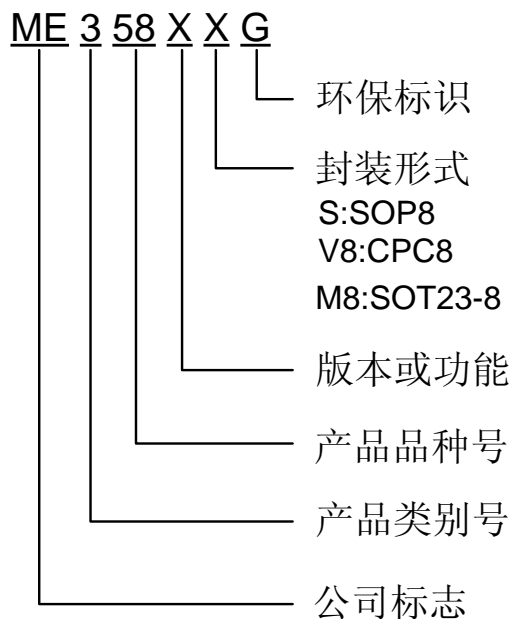 ME 3 58 X X G
环保标识
封装形式
S:SOP8
V8:CPC8
M8:SOT23-8
版本或功能
产品品种号
产品类别号
公司标志